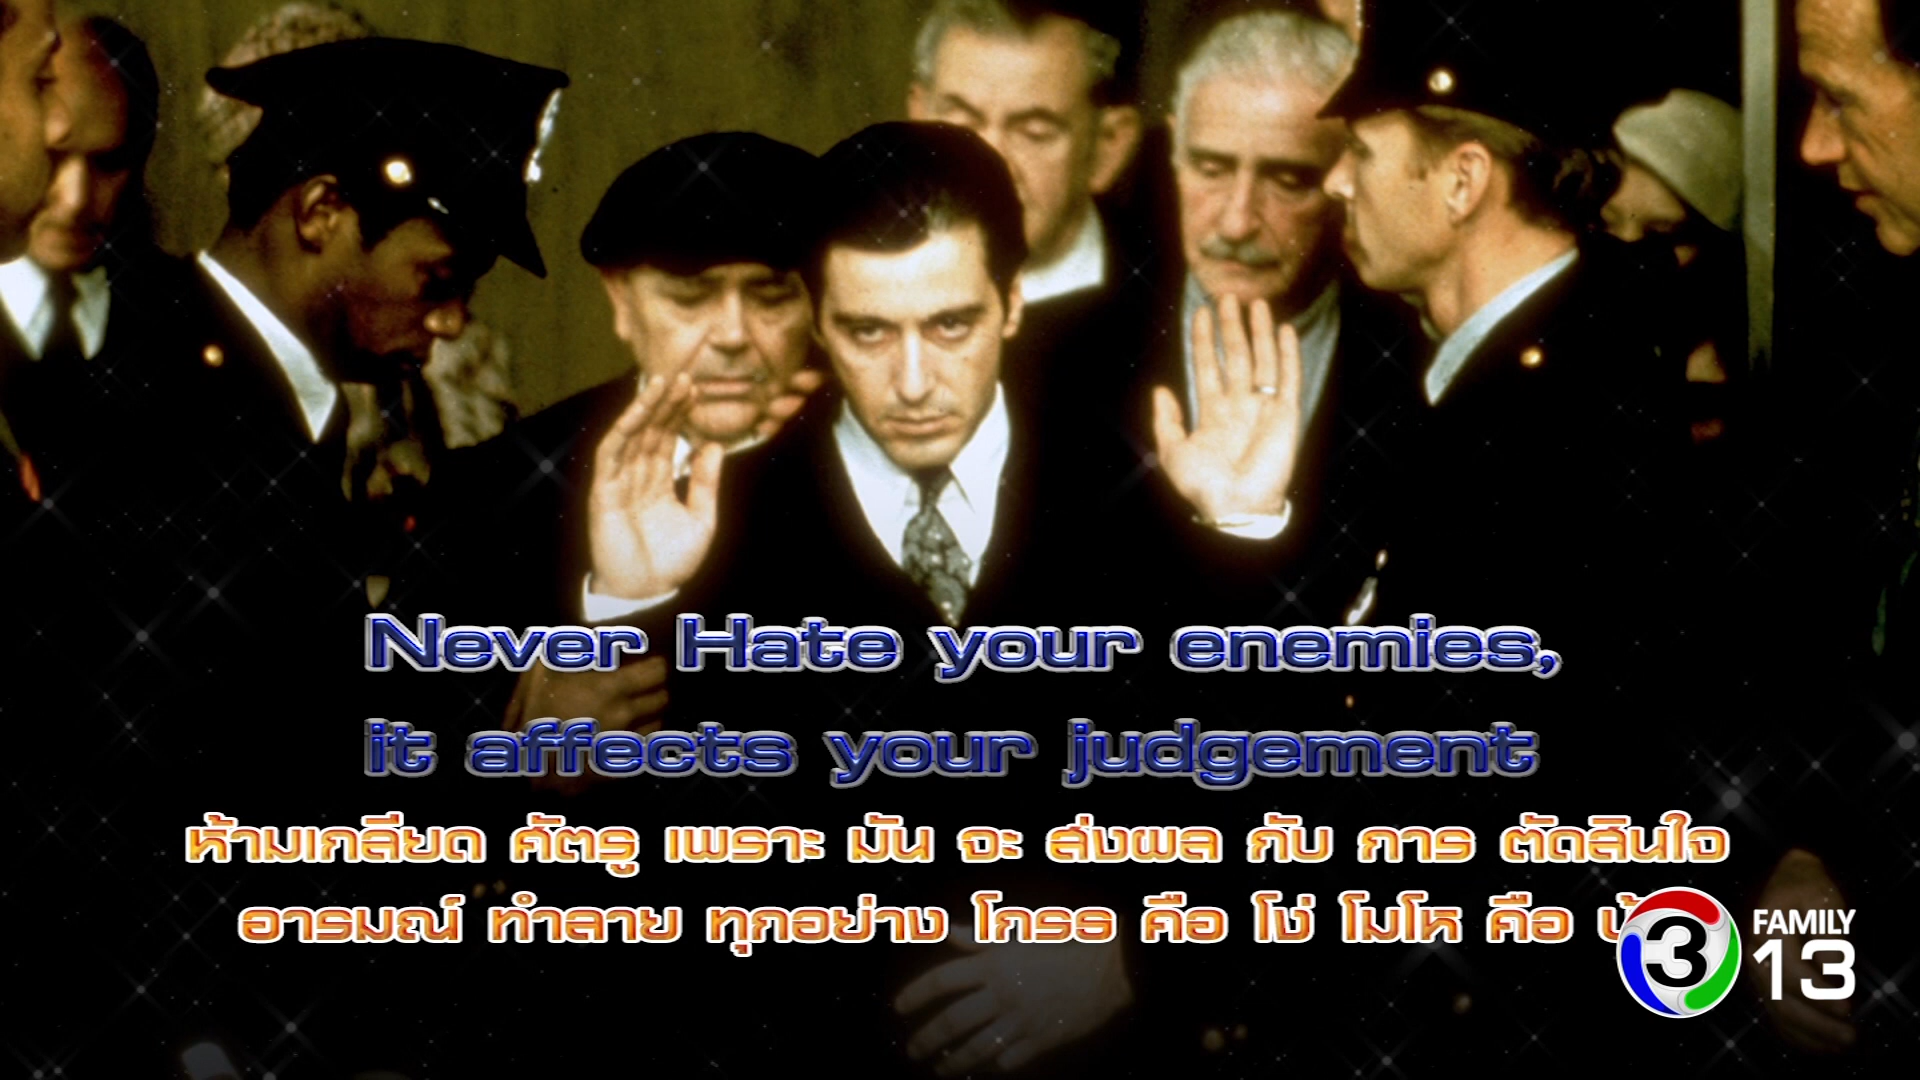 Never Hate your enemies,
it affects your judgement
ห้ามเกลียด ศัตรู เพราะ มัน จะ ส่งผล กับ การ ตัดสินใจ
อารมณ์ ทำลาย ทุกอย่าง โกรธ คือ โง่ โมโห คือ
3 FAMILY
13